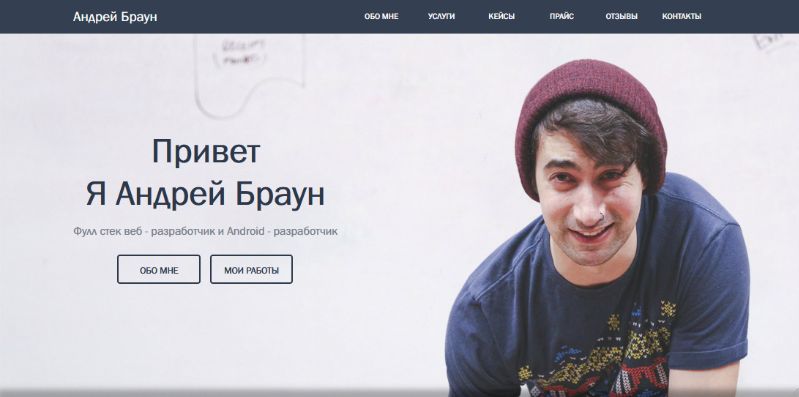 Андрей Браун
ОБО МНЕ УСЛУГИ КЕЙСЫ ПРАЙС ОТЗЫВЫ КОНТАКТЫ
Привет
Я Андрей Браун
Фулл стек веб - разработчик и Android - разработчик
ОБО МНЕ МОИ РАБОТЫ